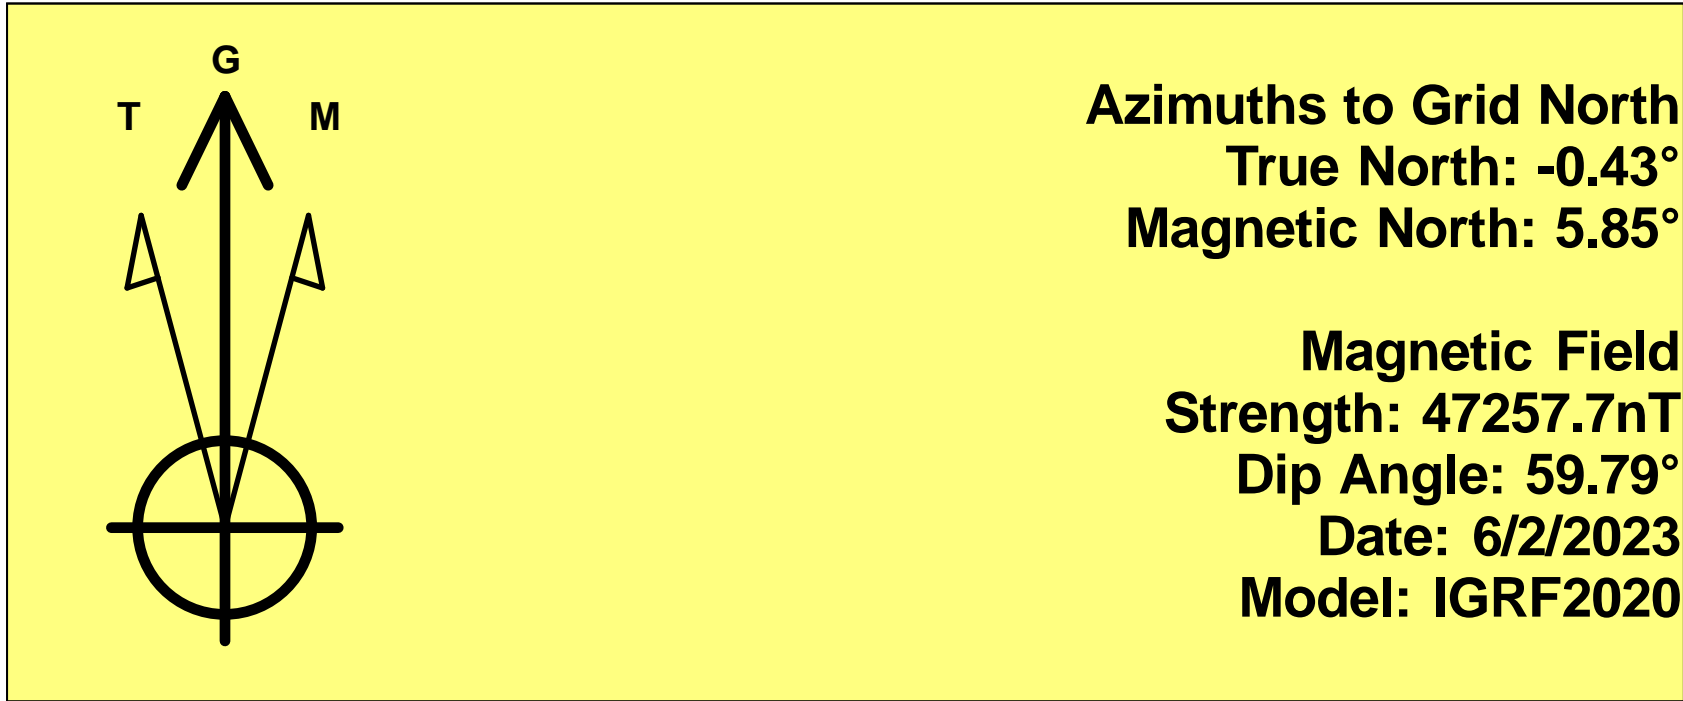 G
T M
Azimuths to Grid North
True North: -0.43°
Magnetic North: 5.85°
Magnetic Field
Strength: 47257.7nT
Dip Angle: 59.79°
Date: 6/2/2023
Model: IGRF2020